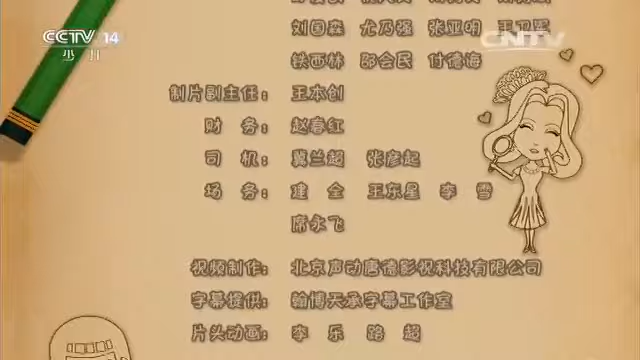 CCTV 14
少儿
CNTV
刘国森 尤乃强 张亚明 王卫军
铁西林 邵会民 付德海
制片副主任: 王本创
财 务: 赵春红
司 机: 冀兰超 张彦起
场 务: 建 全 王东星 李 雪
席永飞
视频制作: 北京声动唐德影视科技有限公司
字幕提供: 翰博天承字幕工作室
片头动画: 李 乐 路 超